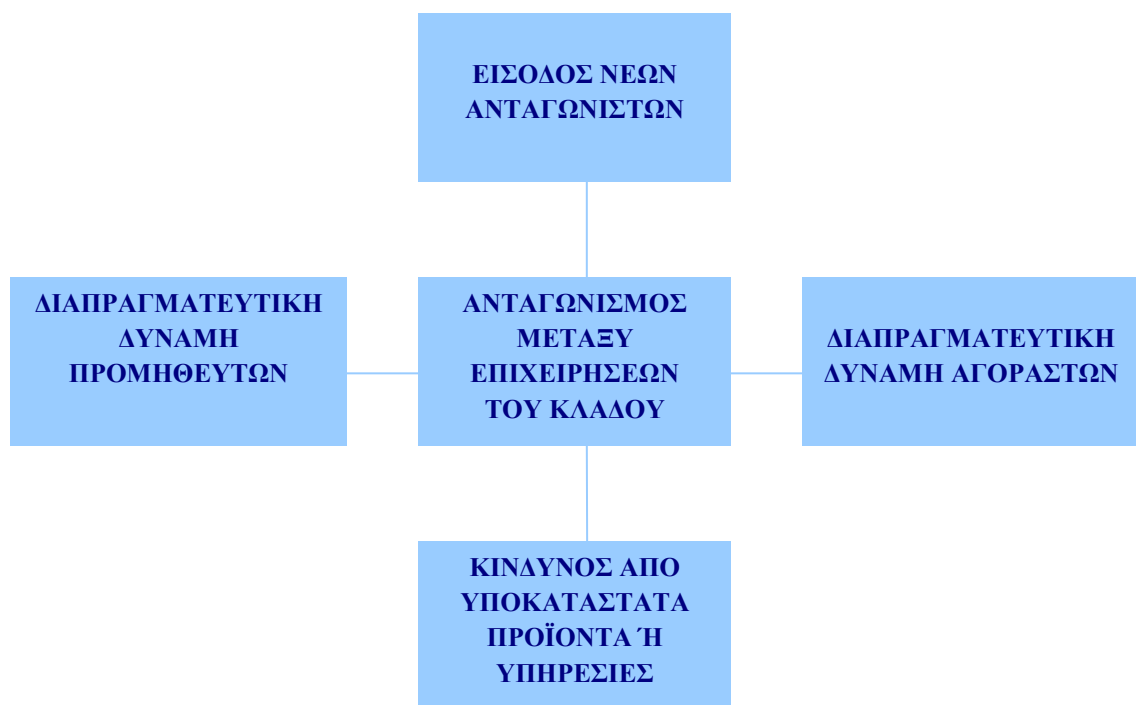 ΕΙΣΟΔΟΣ ΝΕΩΝ
ΑΝΤΑΓΩΝΙΣΤΩΝ
ΔΙΑΠΡΑΓΜΑΤΕΥΤΙΚΗ
ΔΥΝΑΜΗ
ΠΡΟΜΗΘΕΥΤΩΝ
ΑΝΤΑΓΩΝΙΣΜΟΣ
ΜΕΤΑΞΥ
ΕΠΙΧΕΙΡΗΣΕΩΝ
ΤΟΥ ΚΛΑΔΟΥ
ΔΙΑΠΡΑΓΜΑΤΕΥΤΙΚΗ
ΔΥΝΑΜΗ ΑΓΟΡΑΣΤΩΝ
ΚΙΝΔΥΝΟΣ ΑΠΟ
ΥΠΟΚΑΤΑΣΤΑΤΑ
ΠΡΟΪΟΝΤΑ Ή
ΥΠΗΡΕΣΙΕΣ